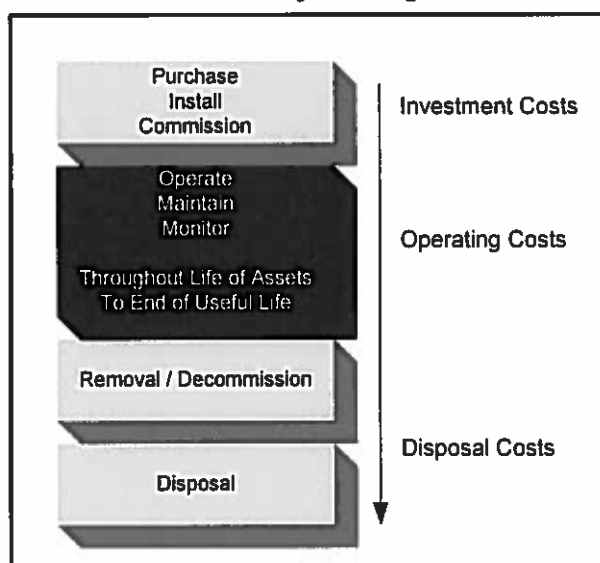 Purchase
Install
Commission
Investment Costs
Operate
Maintain
Monitor
Operating Costs
Throughout Life of Assets
To End of Useful Life
Removal / Decommission
Disposal Costs
Disposal